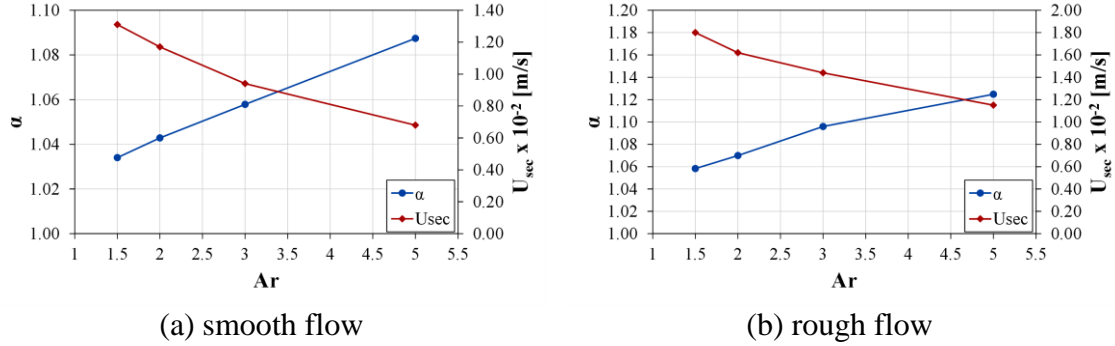 1.10
1.08
1.06
1.04
1.02
1.00
α
1.40
1.20
1.00
0.80
0.60
0.40
0.20
0.00
Usec x 10-2 [m/s]
α
Usec
1 1.5 2 2.5 3 3.5 4 4.5 5 5.5
Ar
(a) smooth flow
1.20
1.18
1.16
1.14
1.12
1.10
1.08
1.06
1.04
1.02
1.00
α
2.00
1.80
1.60
1.40
1.20
1.00
0.80
0.60
0.40
0.20
0.00
Usec x 10-2 [m/s]
α
Usec
1 1.5 2 2.5 3 3.5 4 4.5 5 5.5
Ar
(b) rough flow